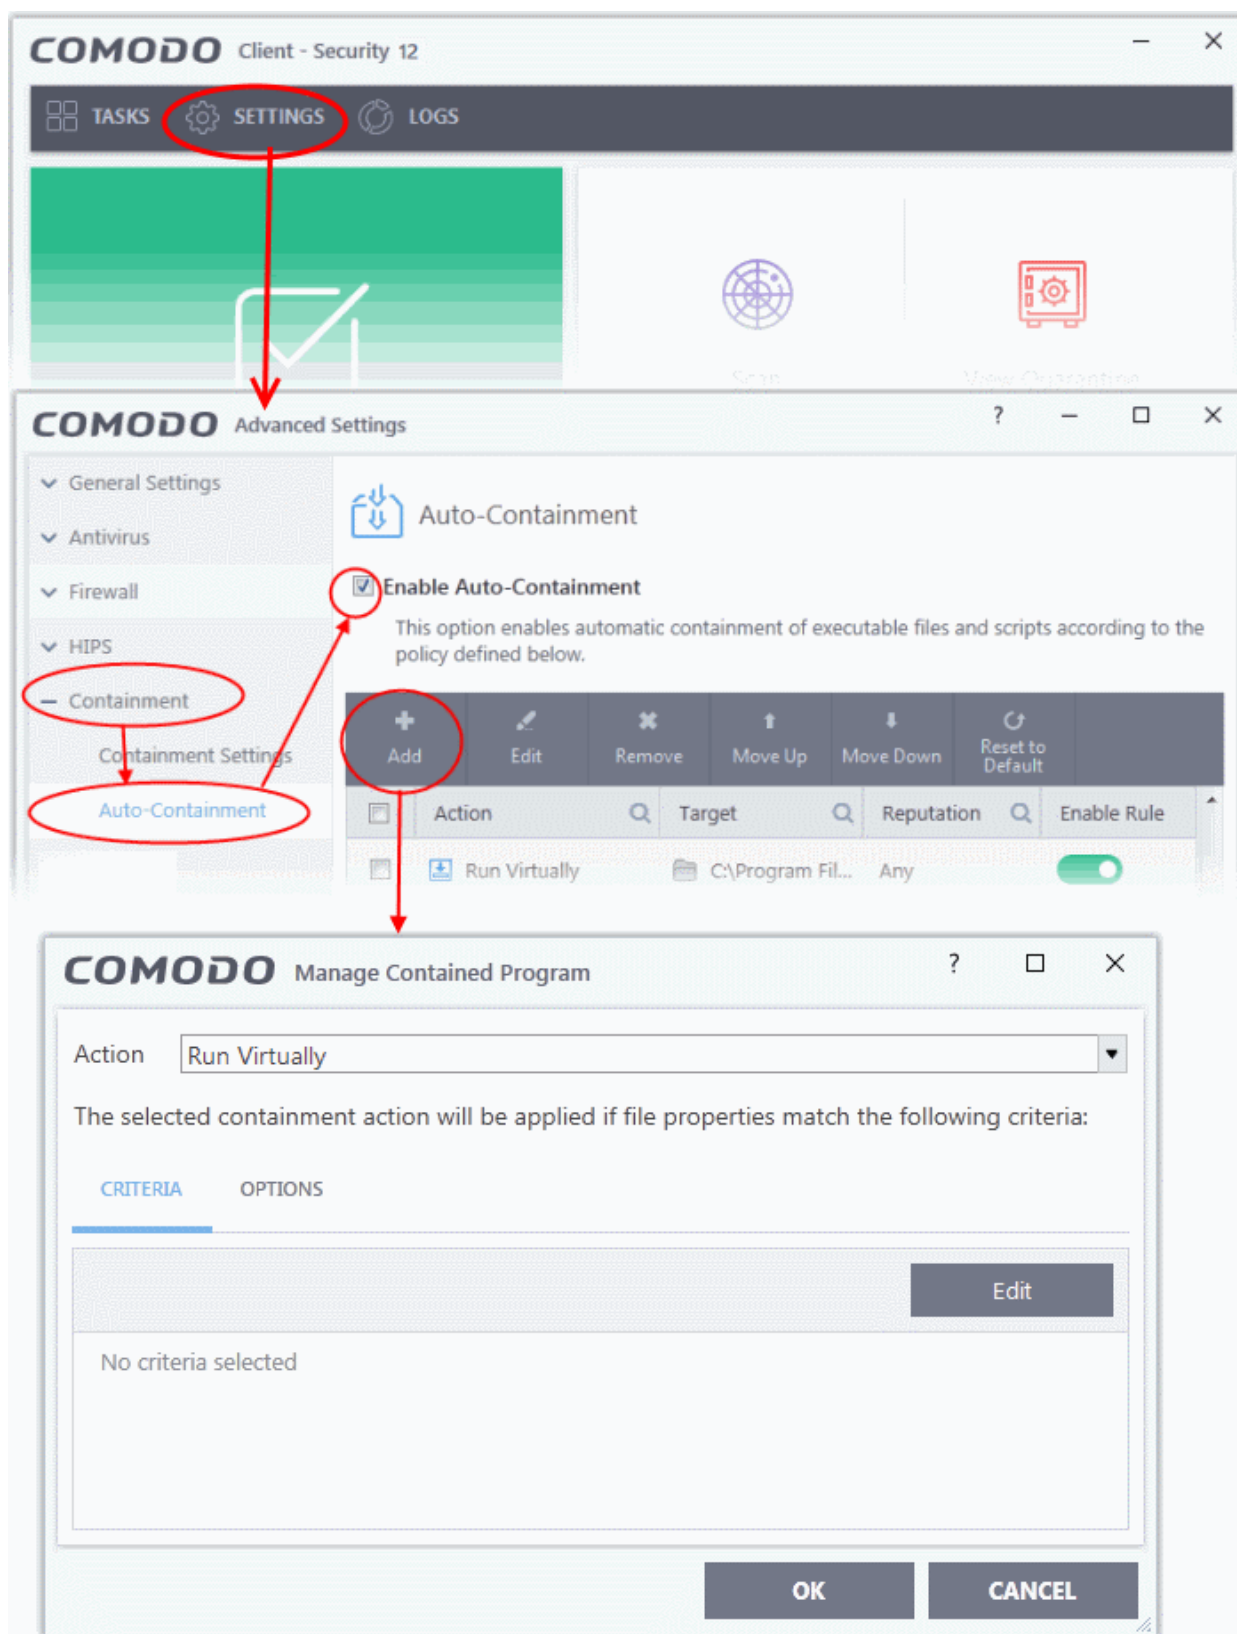 COMODO Client - Security 12
TASKS SETTINGS LOGS
Scan View Quarantine
COMODO Advanced Settings ?
General Settings
Antivirus
Firewall
HIPS
Containment
Containment Settings
Auto-Containment
Auto-Containment
Enable Auto-Containment
This option enables automatic containment of executable files and scripts according to the
policy defined below.
Add Edit Remove Move Up Move Down Reset to
Default
Action Target Reputation Enable Rule
Run Virtually C:\Program Fil... Any
COMODO Manage Contained Program ?
Action Run Virtually
The selected containment action will be applied if file properties match the following criteria:
CRITERIA OPTIONS
Edit
No criteria selected
OK CANCEL